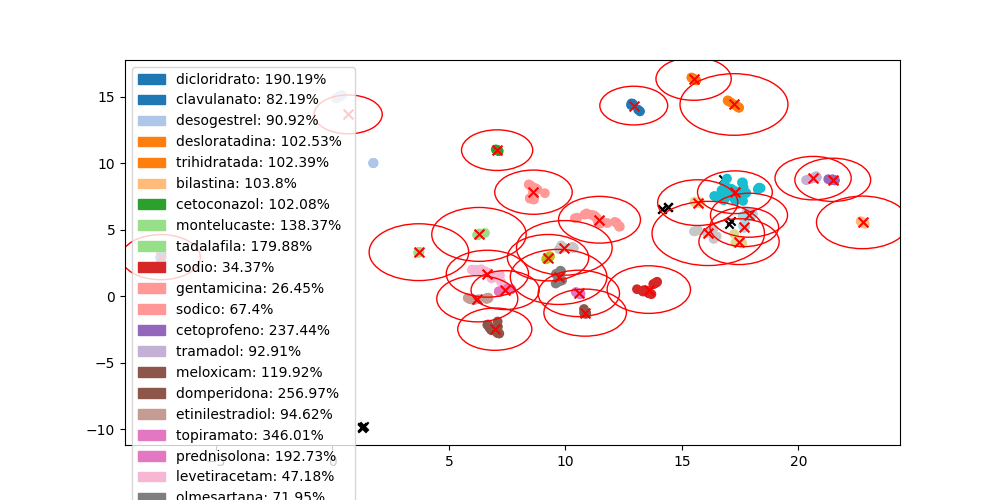 15
10
5
0
−5
−10
dicloridrato: 190.19%
clavulanato: 82.19%
desogestrel: 90.92%
desloratadina: 102.53%
trihidratada: 102.39%
bilastina: 103.8%
cetoconazol: 102.08%
montelucaste: 138.37%
tadalafila: 179.88%
sodio: 34.37%
gentamicina: 26.45%
sodico: 67.4%
cetoprofeno: 237.44%
tramadol: 92.91%
meloxicam: 119.92%
domperidona: 256.97%
etinilestradiol: 94.62%
topiramato: 346.01%
prednisolona: 192.73%
levetiracetam: 47.18%
olmesartana: 71.95%
−5 0 5 10 15 20